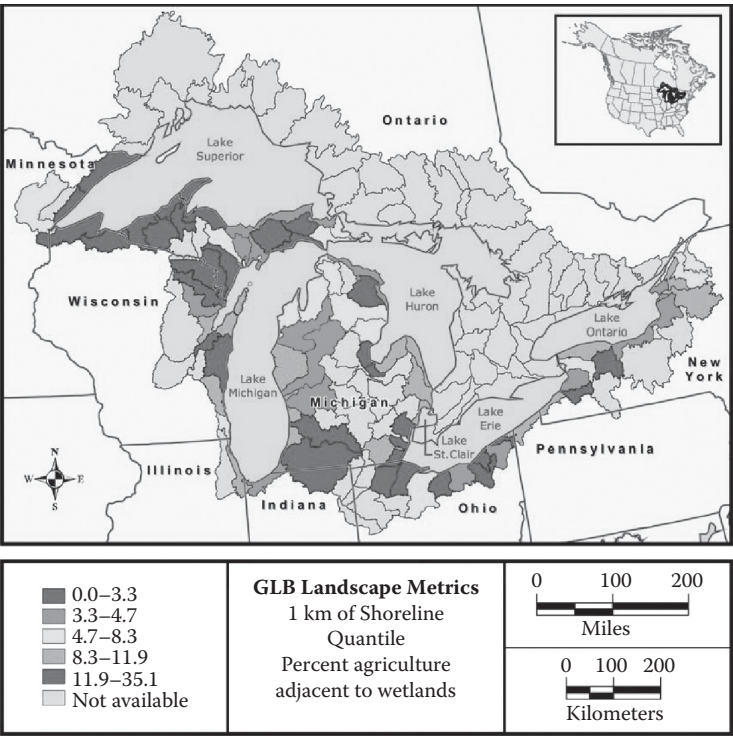 Ontario
Lake
Superior
Minnesota
Wisconsin
Lake
Huron
Lake
Ontario
New
York
Lake
Michigan
Michigan
Lake
Erie
Lake
St.Clair
Pennsylvania
Illinois
Indiana
Ohio
N
W
E
S
0.0–3.3
3.3–4.7
4.7–8.3
8.3–11.9
11.9–35.1
Not available
GLB Landscape Metrics
1 km of Shoreline
Quantile
Percent agriculture
adjacent to wetlands
0 100 200
Miles
0 100 200
Kilometers